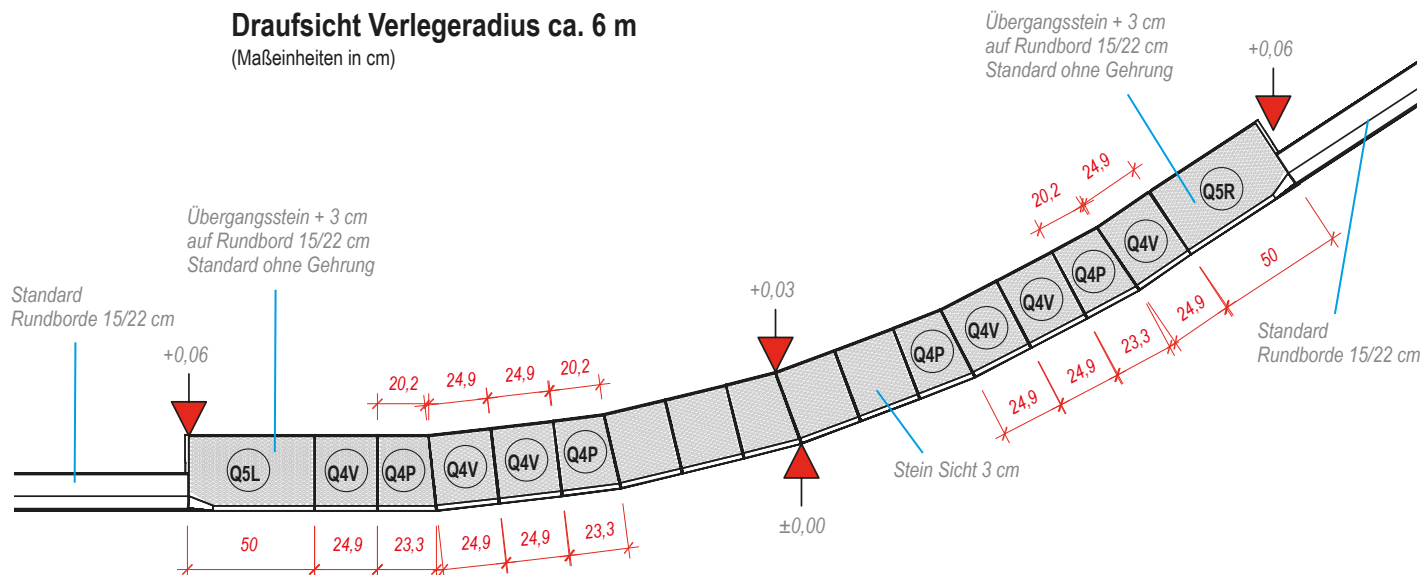 Draufsicht Verlegeradius ca. 6 m
(Maßeinheiten in cm)
Übergangsstein + 3 cm
auf Rundbord 15/22 cm
Standard ohne Gehrung
+0,06
20,2
24,9
Q5R
Q4V
Q4P
Q4V
Q4V
Q4P
50
24,9
23,3
24,9
24,9
Standard
Rundborde 15/22 cm
Übergangsstein + 3 cm
auf Rundbord 15/22 cm
Standard ohne Gehrung
Standard
Rundborde 15/22 cm
+0,06
+0,03
20,2
24,9
24,9
20,2
Q5L
Q4V
Q4P
Q4V
Q4V
Q4P
Stein Sicht 3 cm
±0,00
50
24,9
23,3
24,9
24,9
23,3